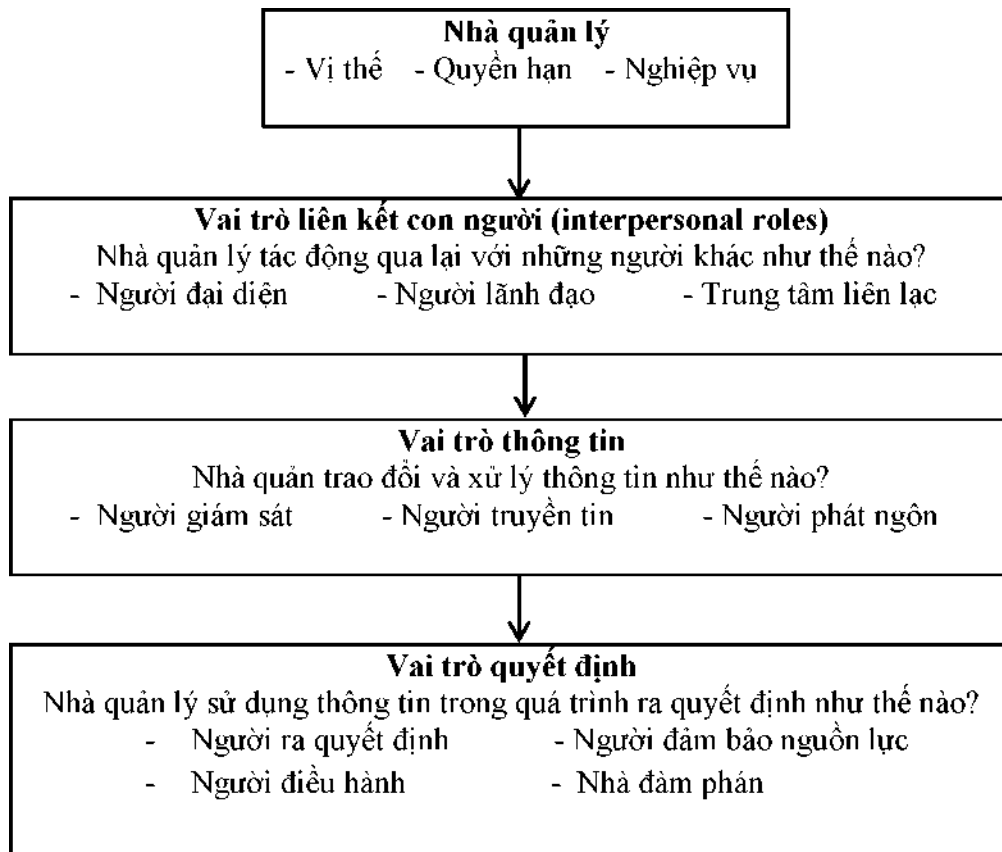 Nhà quản lý
- Vị thế - Quyền hạn - Nghiệp vụ
Vai trò liên kết con người (interpersonal roles)
Nhà quản lý tác động qua lại với những người khác như thế nào?
- Người đại diện - Người lãnh đạo - Trung tâm liên lạc
Vai trò thông tin
Nhà quản trao đổi và xử lý thông tin như thế nào?
- Người giám sát - Người truyền tin - Người phát ngôn
Vai trò quyết định
Nhà quản lý sử dụng thông tin trong quá trình ra quyết định như thế nào?
- Người ra quyết định - Người đảm bảo nguồn lực
- Người điều hành - Nhà đàm phán